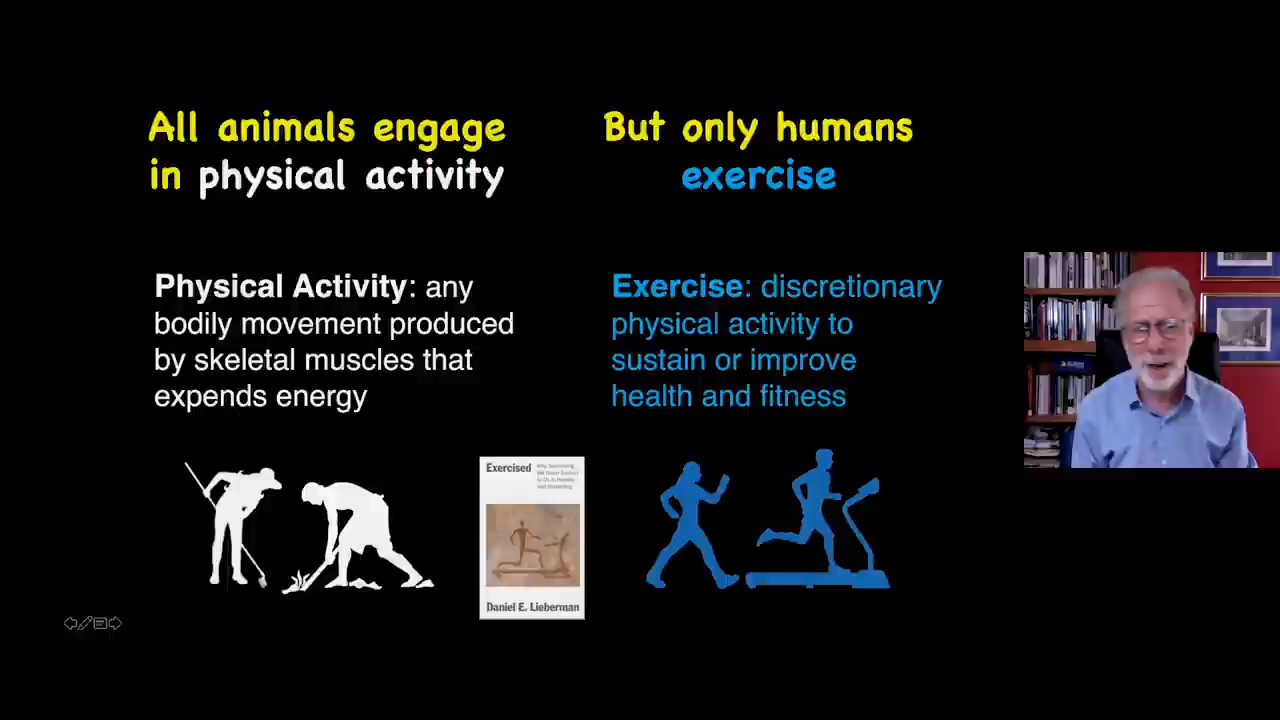 All animals engage
in physical activity
But only humans
exercise
Physical Activity: any
bodily movement produced
by skeletal muscles that
expends energy
Exercise: discretionary
physical activity to
sustain or improve
health and fitness
Exercised
Daniel E. Lieberman